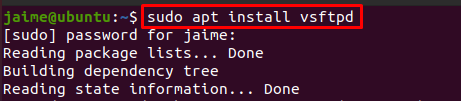 jaime@ubuntu:~$ sudo apt install vsftpd
[sudo] password for jaime:
Reading package lists... Done
Building dependency tree
Reading state information... Done